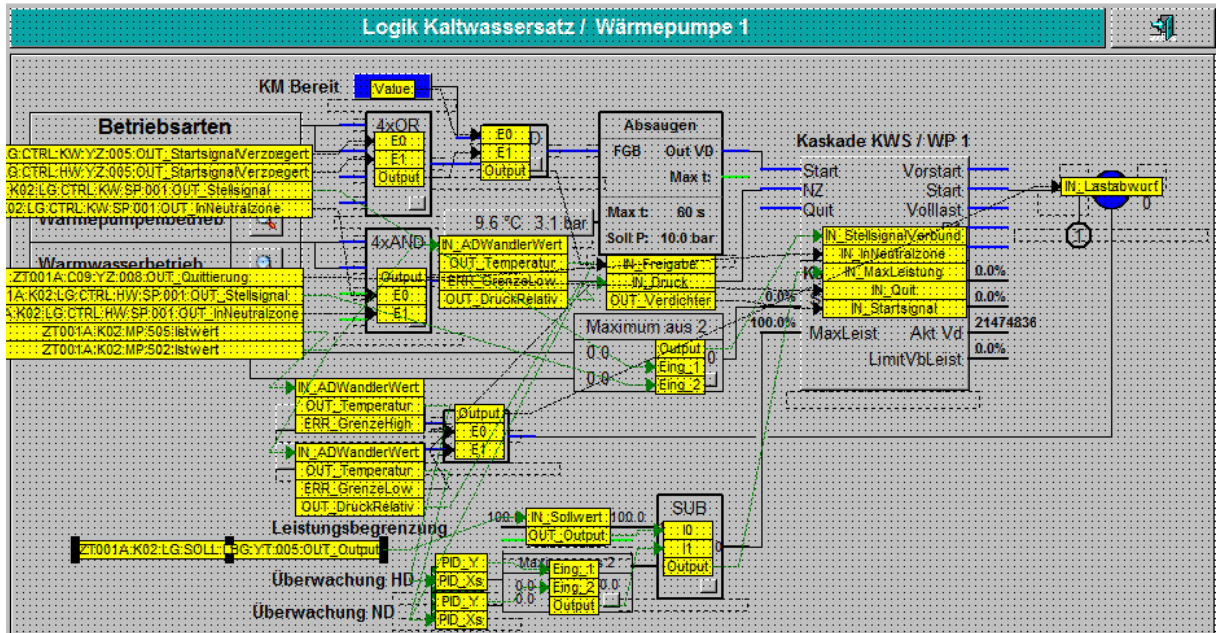 Logik Kaltwassersatz / Wärmepumpe 1
KM Bereit
Value:
Betriebsarten
4xOR
E0
E1
Output
E0
D
E1
Output
Absaugen
FGB Out VD
Max t:
Max t: 60 s
Soll P: 10.0 bar
Kaskade KWS / WP 1
Start Vorstart
NZ Start
Quit Volllast
IN_Lastabwurf
0
1
G:CTRL:KW:YZ:005:OUT_StartsignalVerzoegert
G:CTRL:HW:YZ:005:OUT_StartsignalVerzoegert
K02:LG:CTRL:KW:SP:001:OUT_Stellsignal
02:LG:CTRL:KW:SP:001:OUT_InNeutralzone
Wärmepumpenbetrieb
Warmwasserbetrieb
9.6 °C 3.1 bar
4xAND
Output
E0
E1
IN_ADWandlerWert
OUT_Temperatur
ERR_GrenzeLow
OUT_DruckRelativ
IN_Freigabe
IN_Druck
OUT_Verdichter
IN_StellsignalVerbund
IN_InNeutralzone
IN_MaxLeistung
IN_Quit
IN_Startsignal
0.0%
0.0%
0.0%
100.0%
MaxLeist Akt Vd
21474836
LimitVbLeist
0.0%
ZT001A:C09:YZ:008:OUT_Quittierung
1A:K02:LG:CTRL:HW:SP:001:OUT_Stellsignal
A:K02:LG:CTRL:HW:SP:001:OUT_InNeutralzone
ZT001A:K02:MP:505:Istwert
ZT001A:K02:MP:502:Istwert
Maximum aus 2
0.0
0.0
Output
Eing_1
Eing_2
0
IN_ADWandlerWert
OUT_Temperatur
ERR_GrenzeHigh
Output
E0
E1
IN_ADWandlerWert
OUT_Temperatur
ERR_GrenzeLow
OUT_DruckRelativ
Leistungsbegrenzung
ZT001A:K02:LG:SOLL:LBG:YT:005:OUT_Output
100.0
IN_Sollwert
100.0
OUT_Output
SUB
I0
I1
Output
0
Überwachung HD
PID_Y
PID_Xs
Überwachung ND
PID_Y
PID_Xs
2
0.0
0.0
0.0
Eing_1
Eing_2
Output